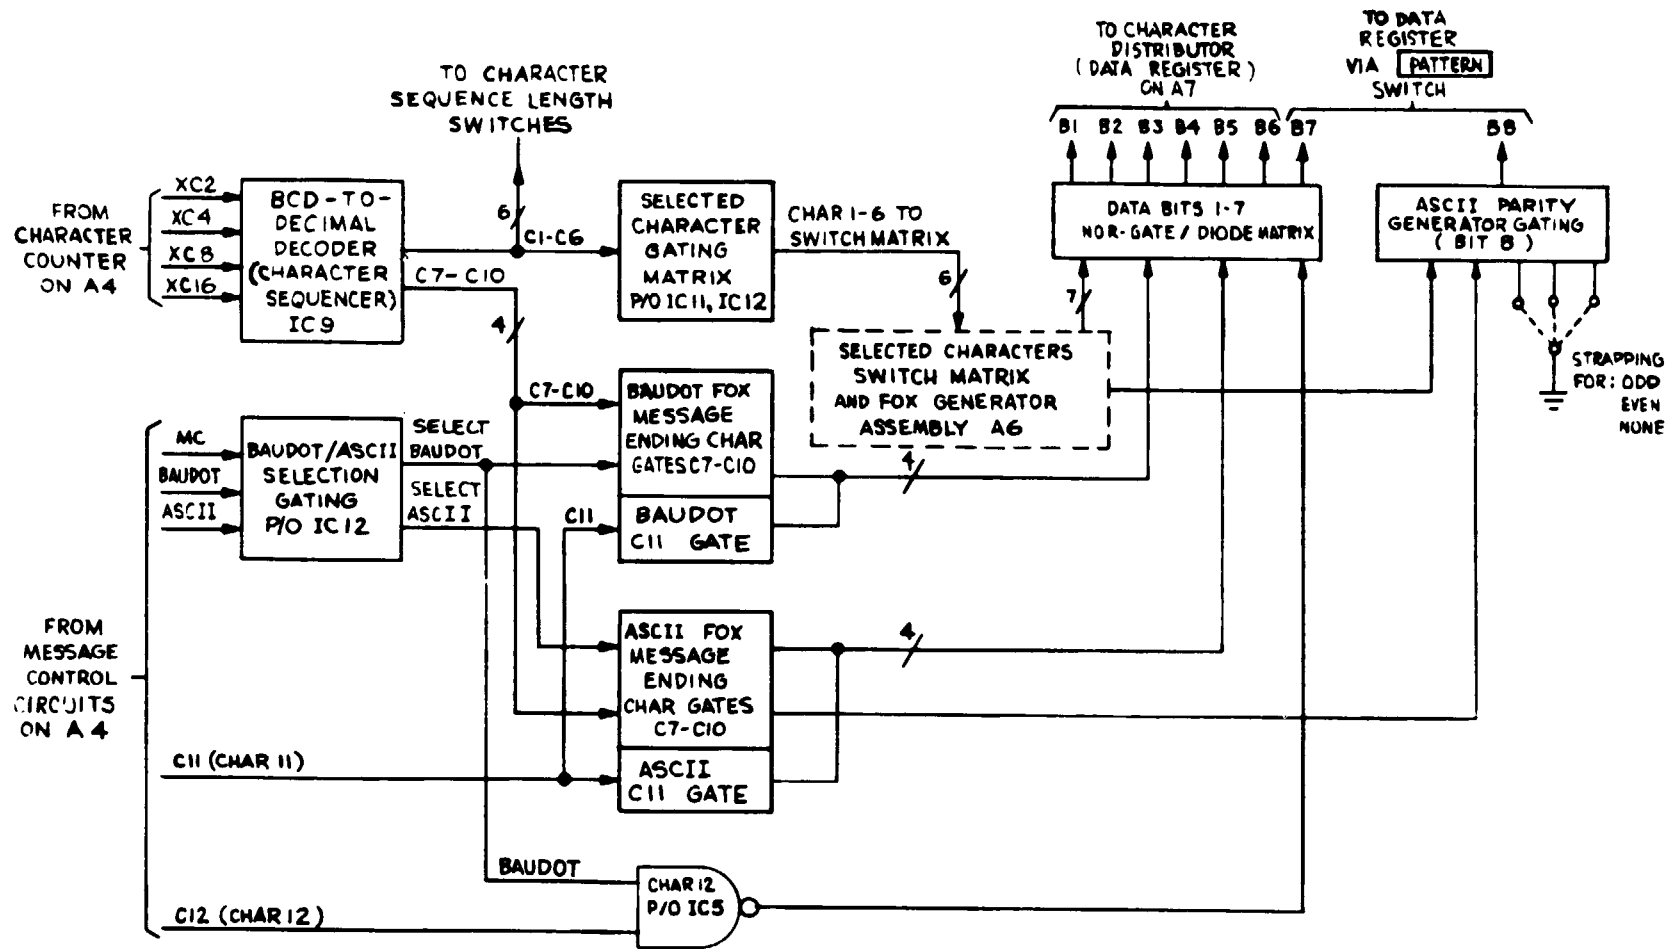 TO CHARACTER
DISTRIBUTOR
(DATA REGISTER)
ON A7
TO DATA
REGISTER
VIA PATTERN
SWITCH
TO CHARACTER
SEQUENCE LENGTH
SWITCHES
B1 B2 B3 B4 B5 B6 B7
B8
FROM
CHARACTER
COUNTER
ON A4
XC2
XC4
XC8
XC16
BCD-TO-
DECIMAL
DECODER
(CHARACTER
SEQUENCER)
IC9
6
C1-C6
C7-C10
4
SELECTED
CHARACTER
GATING
MATRIX
P/O IC11, IC12
CHAR 1-6 TO
SWITCH MATRIX
6
DATA BITS 1-7
NOR-GATE / DIODE MATRIX
7
ASCII PARITY
GENERATOR GATING
(BIT 8)
STRAPPING
FOR: ODD
EVEN
NONE
SELECTED CHARACTERS
SWITCH MATRIX
AND FOX GENERATOR
ASSEMBLY A6
FROM
MESSAGE
CONTROL
CIRCUITS
ON A4
MC
BAUDOT
ASCII
BAUDOT/ASCII
SELECTION
GATING
P/O IC12
SELECT
BAUDOT
SELECT
ASCII
C7-C10
BAUDOT FOX
MESSAGE
ENDING CHAR
GATES C7-C10
C11
BAUDOT
C11 GATE
4
ASCII FOX
MESSAGE
ENDING
CHAR GATES
C7-C10
ASCII
C11 GATE
4
C11 (CHAR 11)
BAUDOT
C12 (CHAR 12)
CHAR 12
P/O IC5